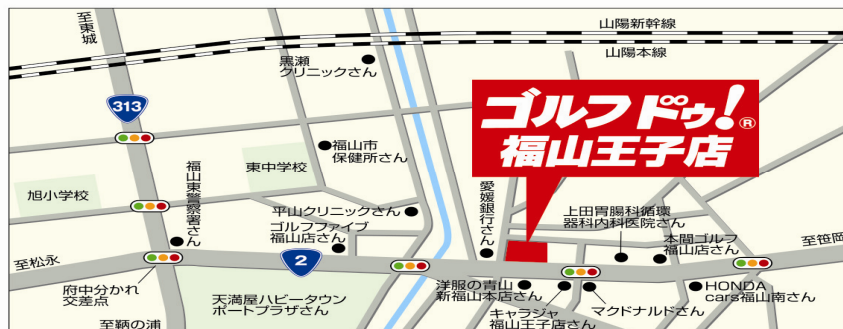 至東城
山陽新幹線
山陽本線
黒瀬
クリニックさん
313
ゴルフドゥ!®
福山王子店
福山市
保健所さん
東中学校
旭小学校
福山東警察署さん
平山クリニックさん
ゴルフファイブ
福山店さん
愛媛銀行さん
上田胃腸科循環
器科内科医院さん
本間ゴルフ
福山店さん
至笹岡
至松永
2
府中分かれ
交差点
天満屋ハピータウン
ポートプラザさん
洋服の青山
新福山本店さん
キャラジャ
福山王子店さん
マクドナルドさん
HONDA
cars福山南さん
至鞆の浦